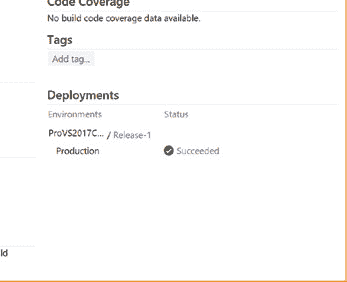 Code Coverage
No build code coverage data available.
Tags
Add tag...
Deployments
Environments Status
ProVS2017C... / Release-1
Production Succeeded
ld